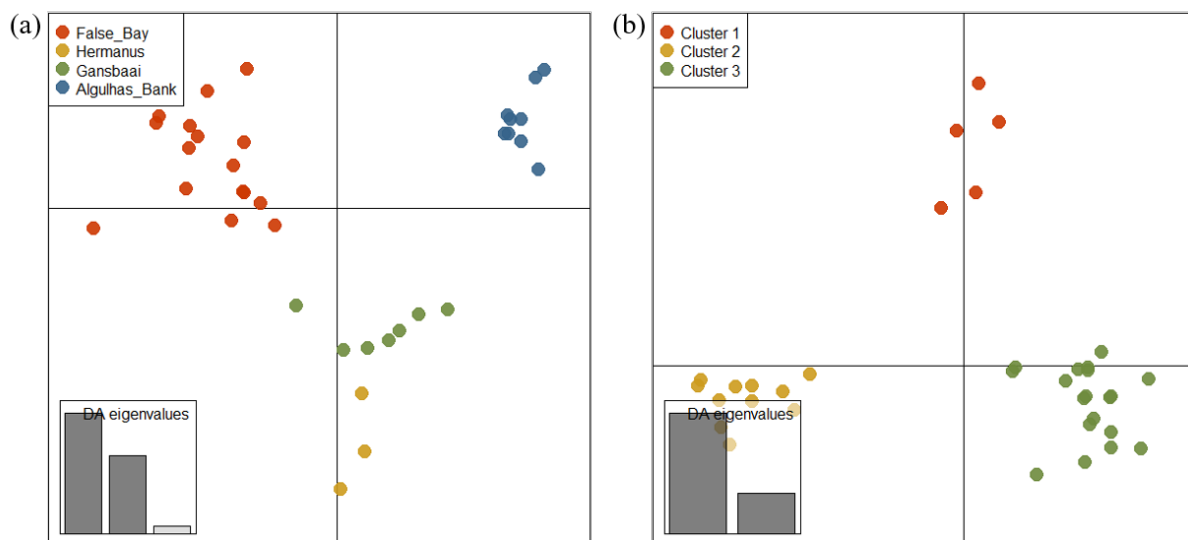 (a)
False_Bay
Hermanus
Gansbaai
Algulhas_Bank
DA eigenvalues
(b)
Cluster 1
Cluster 2
Cluster 3
DA eigenvalues